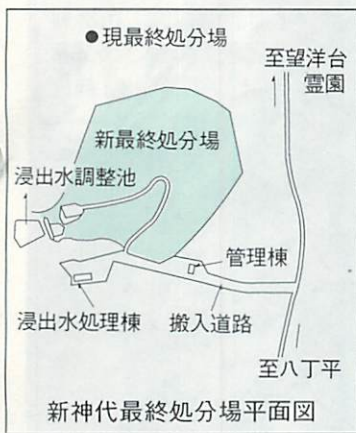 ●現最終処分場
至望洋台
霊園
新最終処分場
浸出水調整池
管理棟
浸出水処理棟
搬入道路
至八丁平
新神代最終処分場平面図